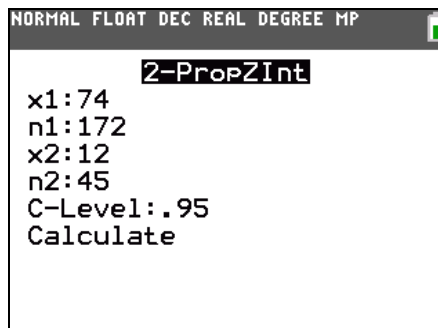 NORMAL FLOAT DEC REAL DEGREE MP
2-PropZInt
x1:74
n1:172
x2:12
n2:45
C-Level:.95
Calculate